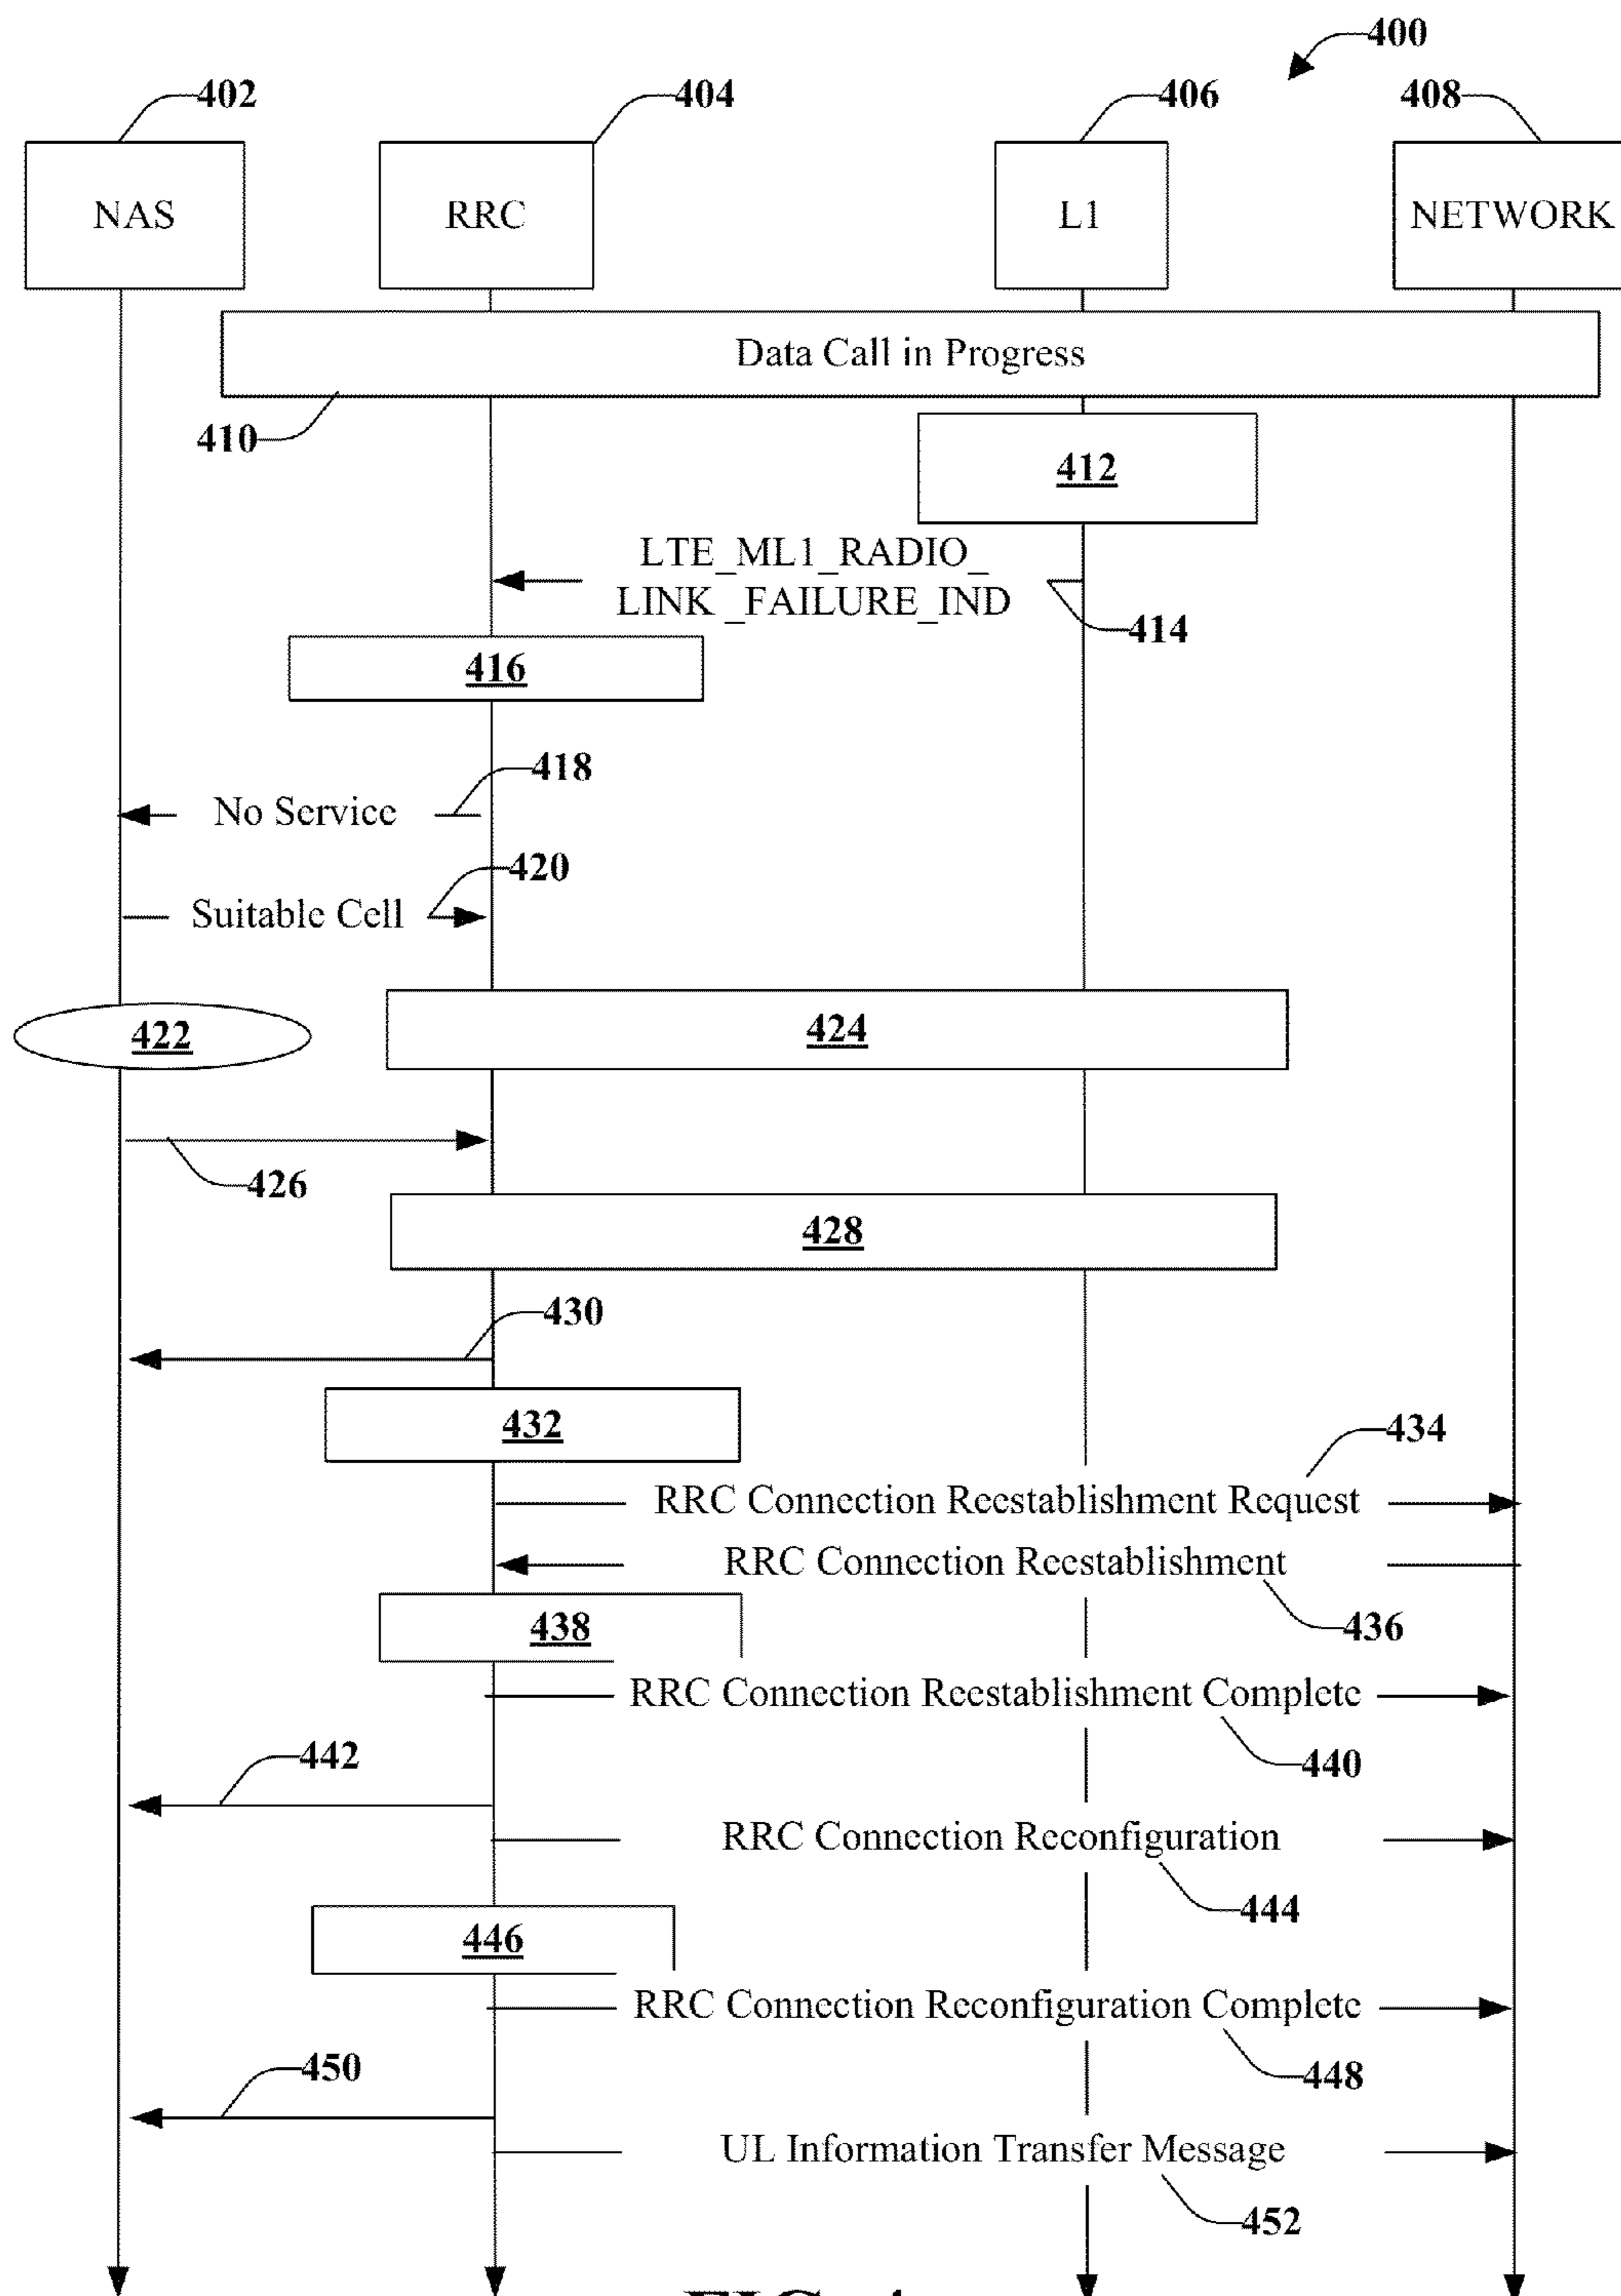 400
402
404
406
408
NAS
RRC
L1
NETWORK
Data Call in Progress
410
412
LTE_ML1_RADIO_
LINK_FAILURE_IND
414
416
418
No Service
420
Suitable Cell
422
424
426
428
430
432
434
RRC Connection Reestablishment Request
RRC Connection Reestablishment
438
436
RRC Connection Reestablishment Complete
442
440
RRC Connection Reconfiguration
444
446
RRC Connection Reconfiguration Complete
450
448
UL Information Transfer Message
452